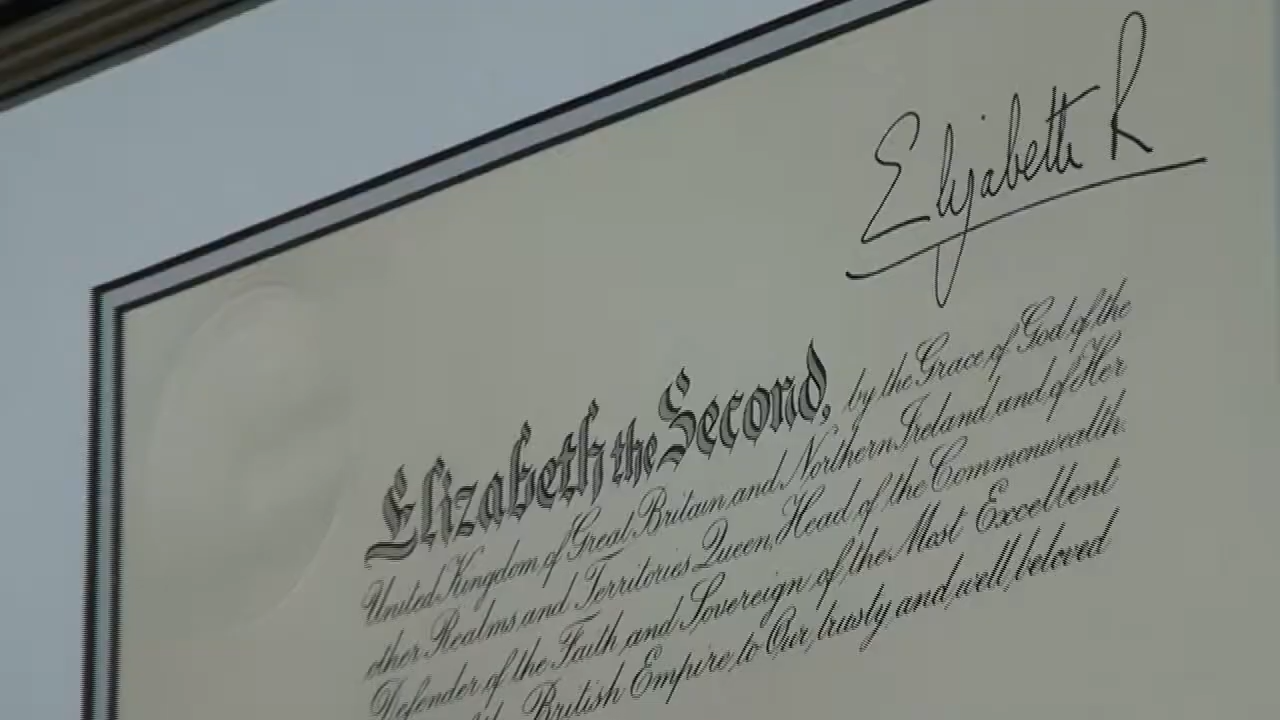 Elizabeth R
Elizabeth the Second, by the Grace of God, of the
United Kingdom of Great Britain and Northern Ireland and of Her
other Realms and Territories Queen, Head of the Commonwealth,
Defender of the Faith and Sovereign of the Most Excellent
British Empire to Our trusty and well beloved